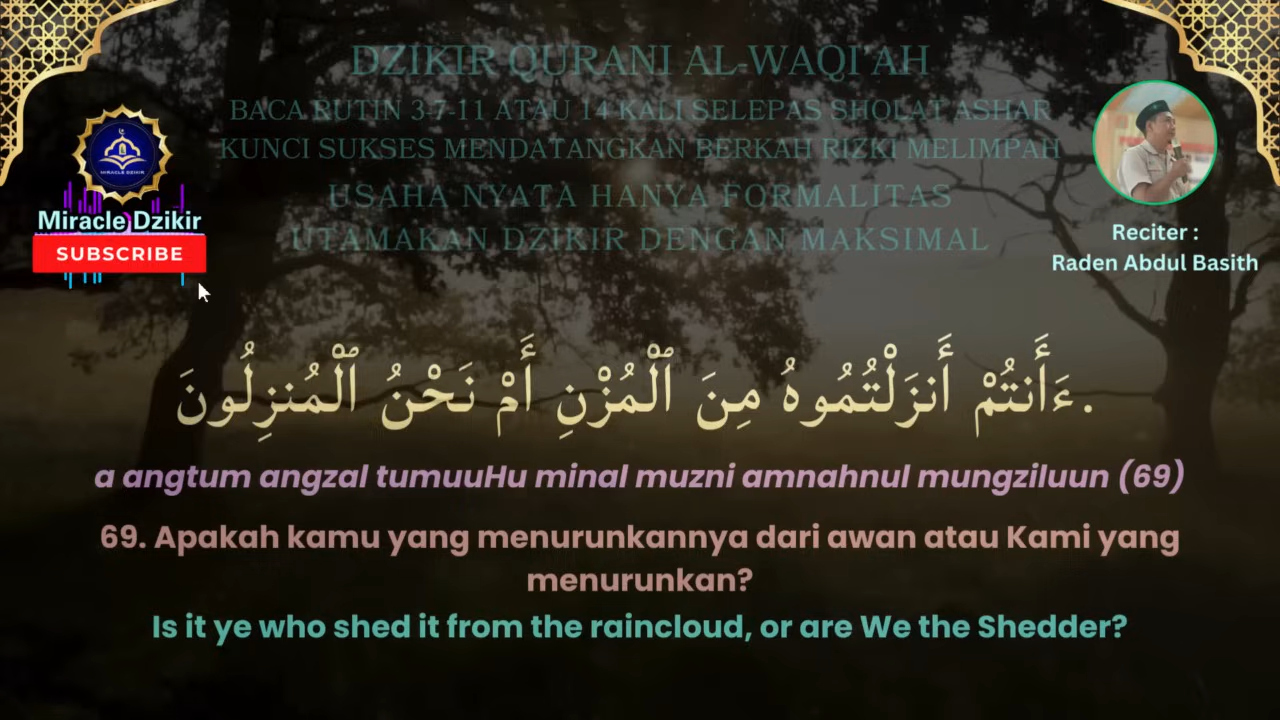 DZIKIR QURANI AL-WAQI'AH
BACA RUTIN 3-7-11 ATAU 14 KALI SELEPAS SHOLAT ASHAR
KUNCI SUKSES MENDATANGKAN BERKAH RIZKI MELIMPAH
USAHA NYATA HANYA FORMALITAS
UTAMAKAN DZIKIR DENGAN MAKSIMAL
MIRACLE DZIKIR
Miracle Dzikir
SUBSCRIBE
Reciter :
Raden Abdul Basith
ءَأَنتُمْ أَنزَلْتُمُوهُ مِنَ ٱلْمُزْنِ أَمْ نَحْنُ ٱلْمُنزِلُونَ.
a angtum angzal tumuuHu minal muzni amnahnul mungziluun (69)
69. Apakah kamu yang menurunkannya dari awan atau Kami yang
menurunkan?
Is it ye who shed it from the raincloud, or are We the Shedder?